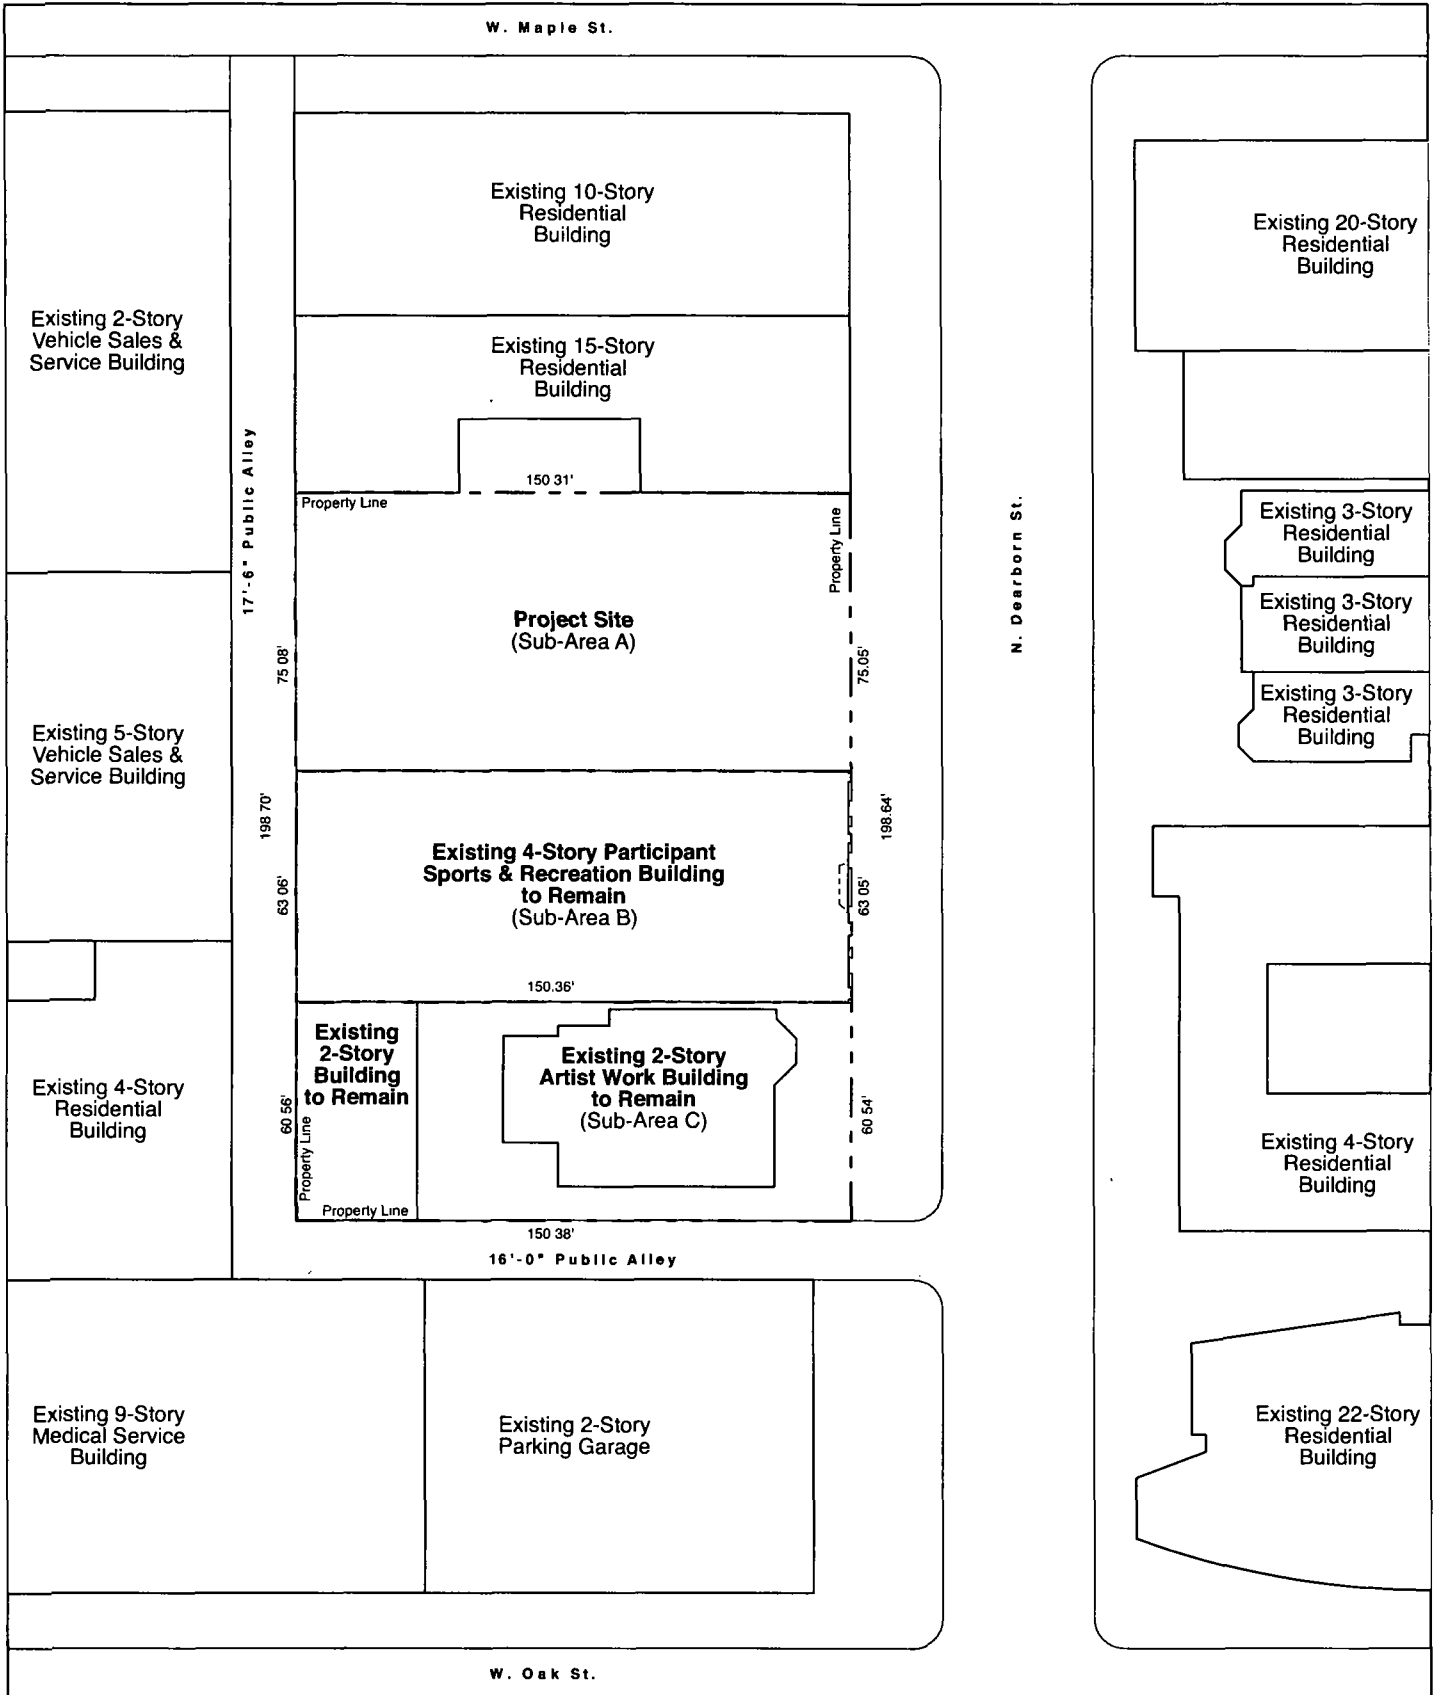 W. Maple St.
Existing 10-Story
Residential
Building
Existing 20-Story
Residential
Building
Existing 2-Story
Vehicle Sales &
Service Building
Existing 15-Story
Residential
Building
17'-6" Public Alley
150 31'
Property Line
Property Line
N. Dearborn St.
Existing 3-Story
Residential
Building
Existing 3-Story
Residential
Building
Existing 3-Story
Residential
Building
Project Site
(Sub-Area A)
75 08'
75.05'
Existing 5-Story
Vehicle Sales &
Service Building
198 70'
198.64'
Existing 4-Story Participant
Sports & Recreation Building
to Remain
(Sub-Area B)
63 06'
63 05'
150.36'
Existing
2-Story
Building
to Remain
Existing 2-Story
Artist Work Building
to Remain
(Sub-Area C)
60 56'
Property Line
60 54'
Existing 4-Story
Residential
Building
Existing 4-Story
Residential
Building
Property Line
150 38'
16'-0" Public Alley
Existing 9-Story
Medical Service
Building
Existing 2-Story
Parking Garage
Existing 22-Story
Residential
Building
W. Oak St.